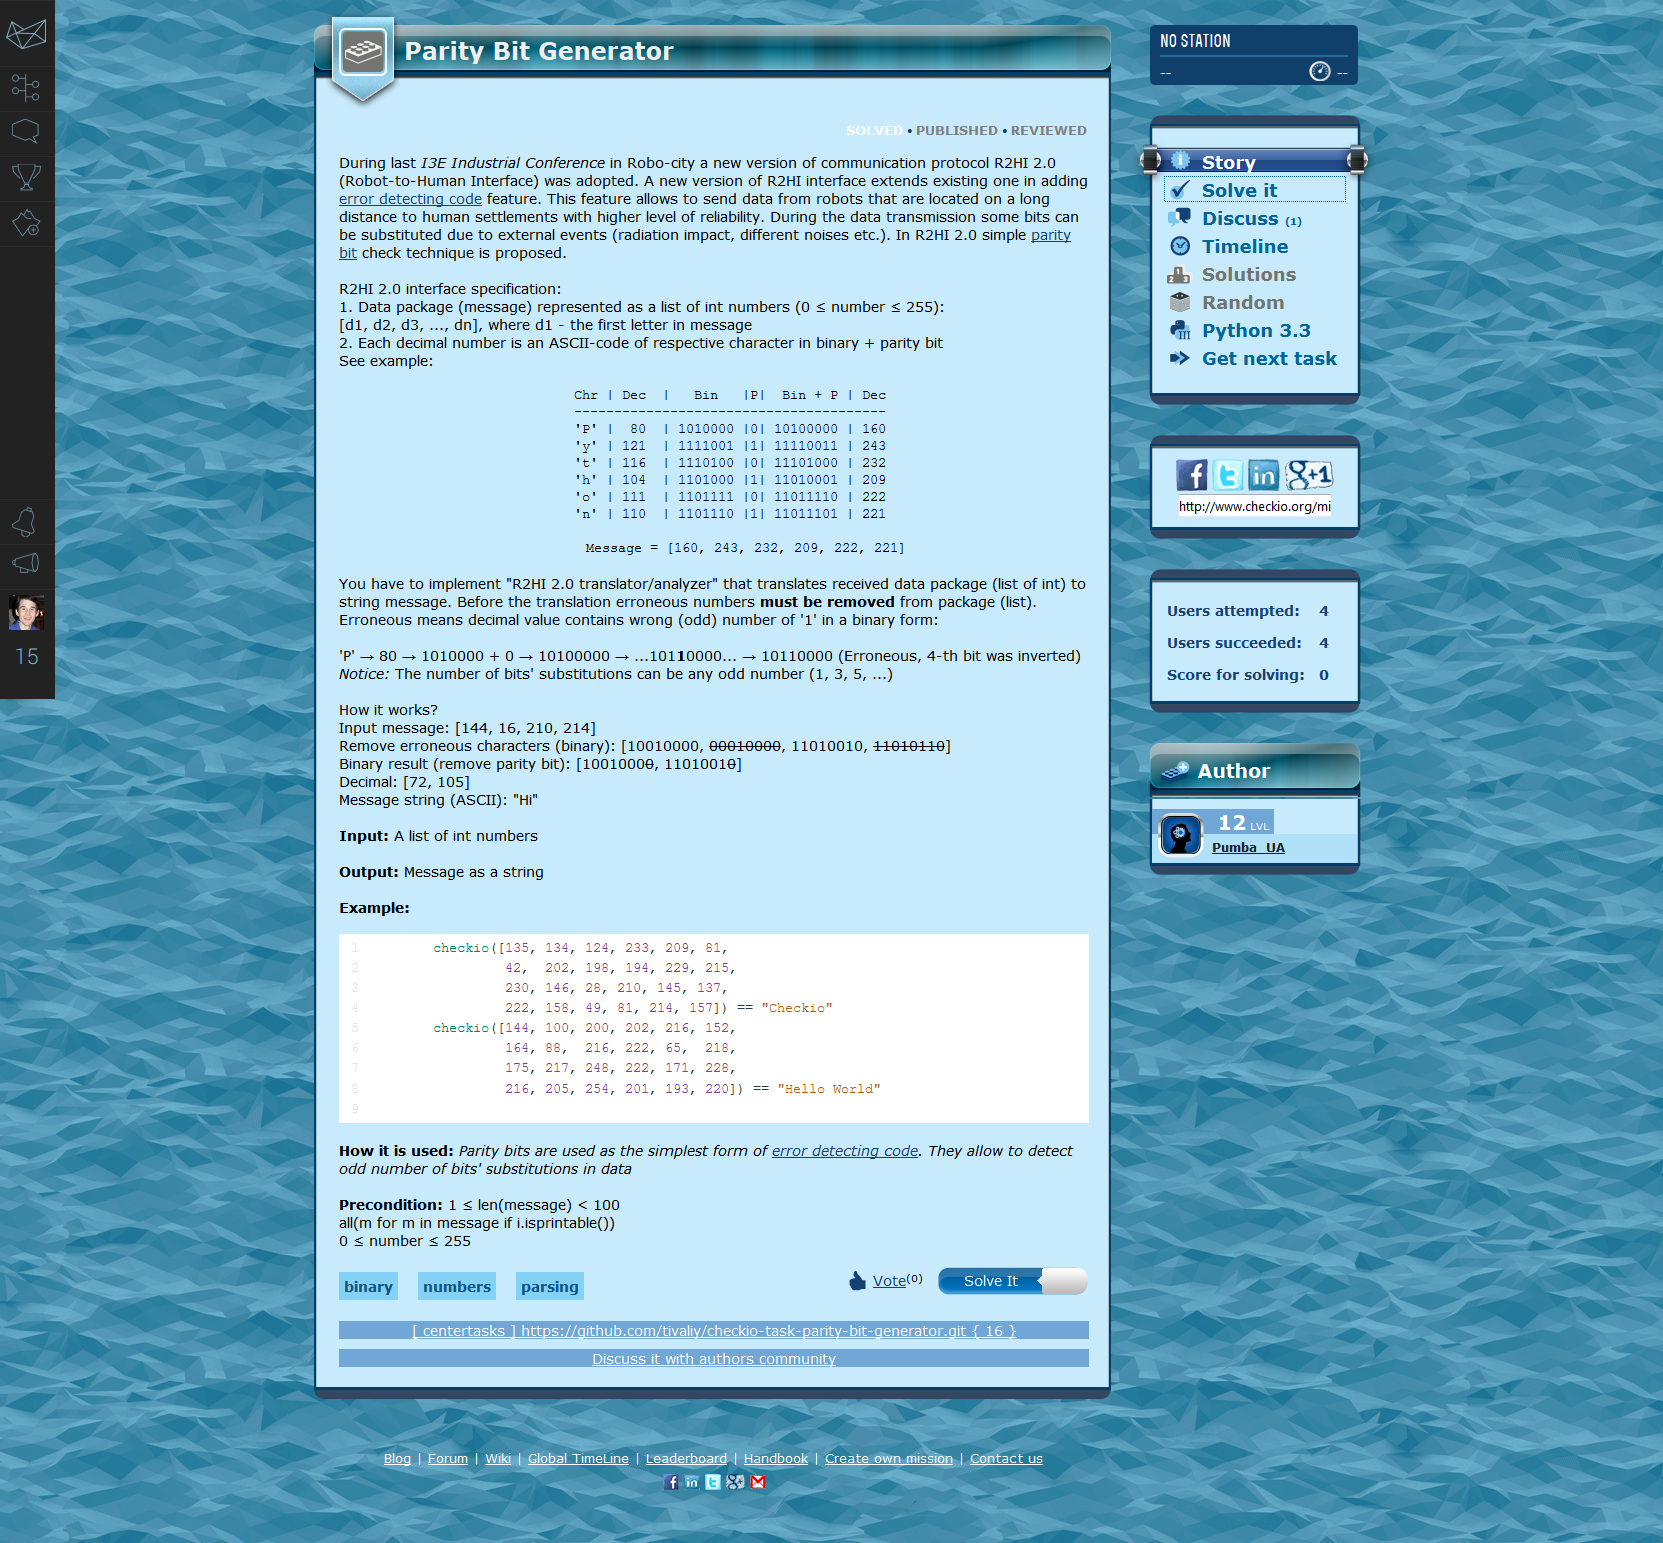 Parity Bit Generator
SOLVED • PUBLISHED • REVIEWED
During last I3E Industrial Conference in Robo-city a new version of communication protocol R2HI 2.0
(Robot-to-Human Interface) was adopted. A new version of R2HI interface extends existing one in adding
error detecting code feature. This feature allows to send data from robots that are located on a long
distance to human settlements with higher level of reliability. During the data transmission some bits can
be substituted due to external events (radiation impact, different noises etc.). In R2HI 2.0 simple parity
bit check technique is proposed.
R2HI 2.0 interface specification:
1. Data package (message) represented as a list of int numbers (0 ≤ number ≤ 255):
[d1, d2, d3, ..., dn], where d1 - the first letter in message
2. Each decimal number is an ASCII-code of respective character in binary + parity bit
See example:
Chr | Dec  |   Bin   |P|  Bin + P | Dec
---------------------------------------
'P' |  80  | 1010000 |0| 10100000 | 160
'y' | 121  | 1111001 |1| 11110011 | 243
't' | 116  | 1110100 |0| 11101000 | 232
'h' | 104  | 1101000 |1| 11010001 | 209
'o' | 111  | 1101111 |0| 11011110 | 222
'n' | 110  | 1101110 |1| 11011101 | 221
Message = [160, 243, 232, 209, 222, 221]
You have to implement "R2HI 2.0 translator/analyzer" that translates received data package (list of int) to
string message. Before the translation erroneous numbers must be removed from package (list).
Erroneous means decimal value contains wrong (odd) number of '1' in a binary form:
'P' → 80 → 1010000 + 0 → 10100000 → ...10110000... → 10110000 (Erroneous, 4-th bit was inverted)
Notice: The number of bits' substitutions can be any odd number (1, 3, 5, ...)
How it works?
Input message: [144, 16, 210, 214]
Remove erroneous characters (binary): [10010000, 00010000, 11010010, 11010110]
Binary result (remove parity bit): [10010000, 11010010]
Decimal: [72, 105]
Message string (ASCII): "Hi"
Input: A list of int numbers
Output: Message as a string
Example:
1 checkio([135, 134, 124, 233, 209, 81,
2 42, 202, 198, 194, 229, 215,
3 230, 146, 28, 210, 145, 137,
4 222, 158, 49, 81, 214, 157]) == "Checkio"
5 checkio([144, 100, 200, 202, 216, 152,
6 164, 88, 216, 222, 65, 218,
7 175, 217, 248, 222, 171, 228,
8 216, 205, 254, 201, 193, 220]) == "Hello World"
9
How it is used: Parity bits are used as the simplest form of error detecting code. They allow to detect
odd number of bits' substitutions in data
Precondition: 1 ≤ len(message) < 100
all(m for m in message if i.isprintable())
0 ≤ number ≤ 255
binary numbers parsing
Vote(0) Solve It
[ centertasks ] https://github.com/tivaliy/checkio-task-parity-bit-generator.git { 16 }
Discuss it with authors community
NO STATION
-- --
Story
Solve it
Discuss (1)
Timeline
Solutions
Random
Python 3.3
Get next task
http://www.checkio.org/mi
Users attempted: 4
Users succeeded: 4
Score for solving: 0
Author
12 LVL
Pumba_UA
15
Blog | Forum | Wiki | Global TimeLine | Leaderboard | Handbook | Create own mission | Contact us